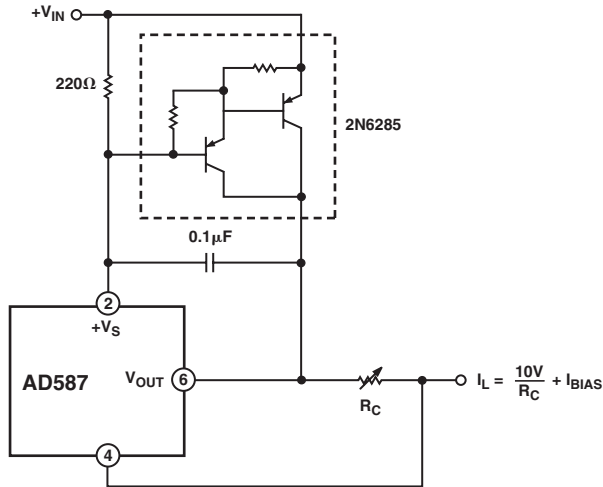 +VIN
220Ω
2N6285
0.1μF
2
+VS
AD587
VOUT
6
RC
IL = 10V/RC + IBIAS
4